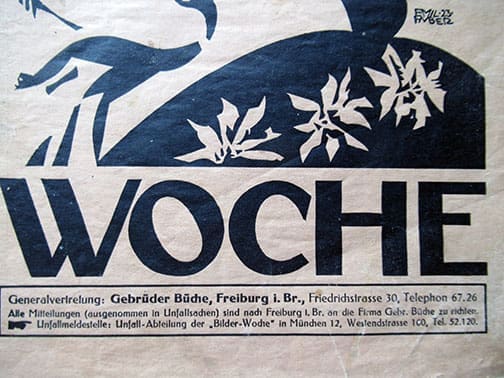 EMIL·23
HUBER
WOCHE
Generalvertretung: Gebrüder Büche, Freiburg i. Br., Friedrichstrasse 30, Telephon 67.26
Alle Mitteilungen (ausgenommen in Unfallsachen) sind nach Freiburg i. Br. an die Firma Gebr. Büche zu richten.
Unfallmeldestelle: Unfall-Abteilung der „Bilder-Woche" in München 12, Westendstrasse 100, Tel. 52.120.